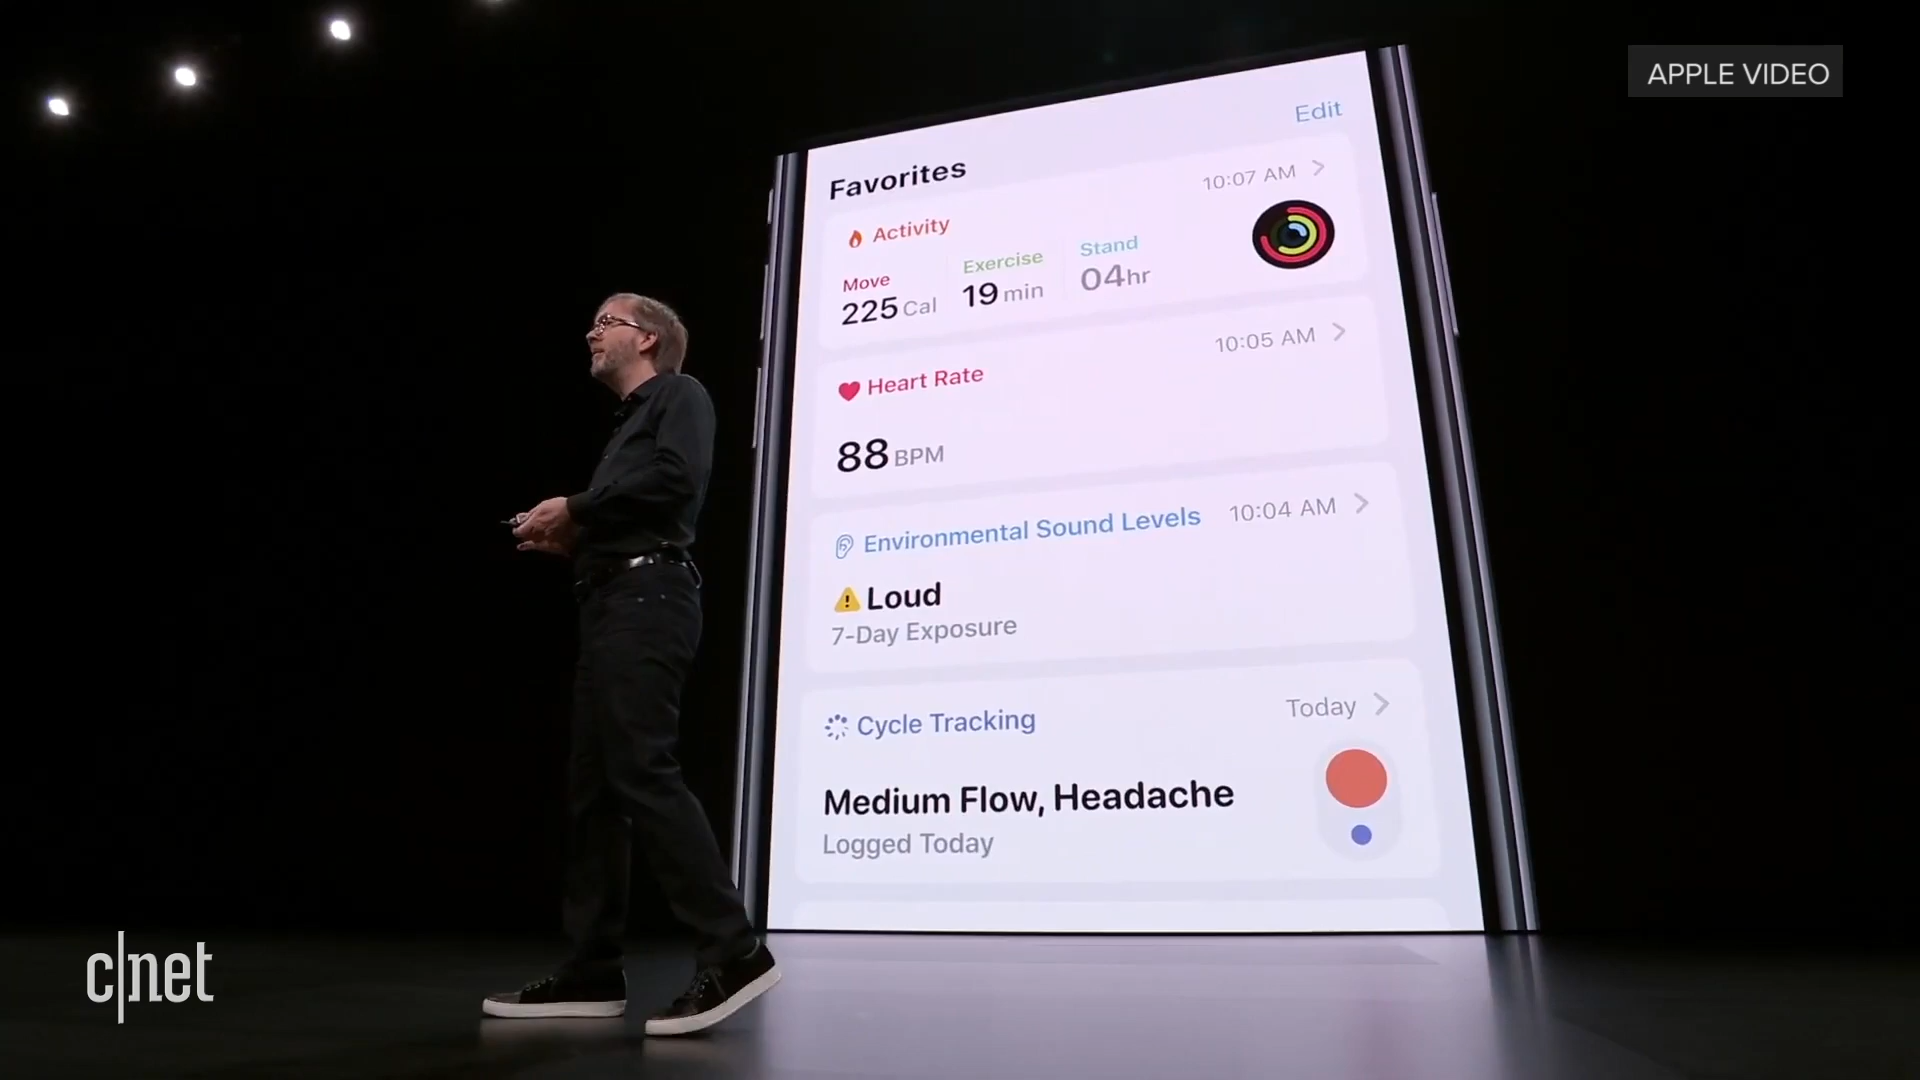 APPLE VIDEO
Edit
Favorites
10:07 AM
Activity
Move
225 Cal
Exercise
19 min
Stand
04hr
10:05 AM
Heart Rate
88 BPM
Environmental Sound Levels 10:04 AM
Loud
7-Day Exposure
Cycle Tracking Today
Medium Flow, Headache
Logged Today
c|net